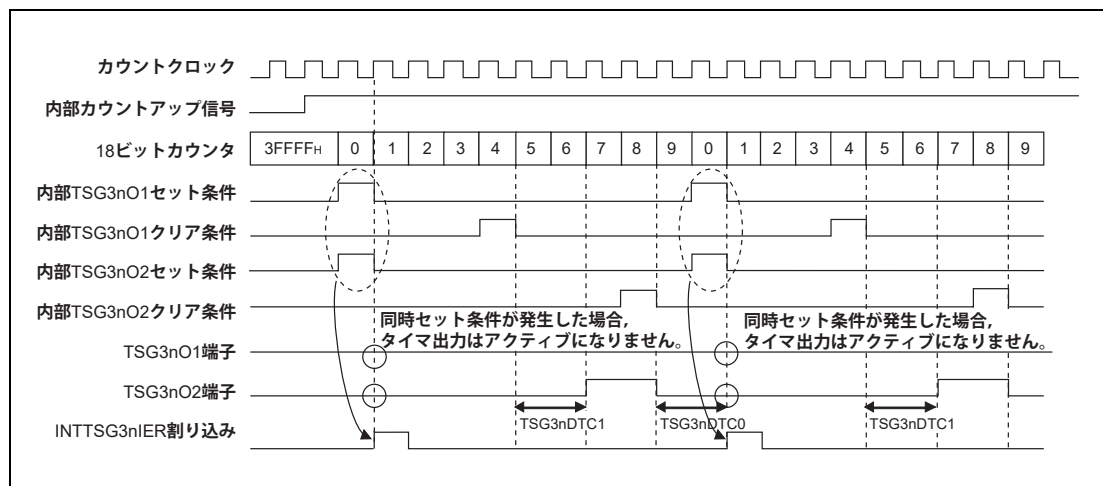 カウントクロック
内部カウントアップ信号
18ビットカウンタ 3FFFFH 0 1 2 3 4 5 6 7 8 9 0 1 2 3 4 5 6 7 8 9
内部TSG3nO1セット条件
内部TSG3nO1クリア条件
内部TSG3nO2セット条件
内部TSG3nO2クリア条件
同時セット条件が発生した場合,
タイマ出力はアクティブになりません。
同時セット条件が発生した場合,
タイマ出力はアクティブになりません。
TSG3nO1端子
TSG3nO2端子
TSG3nDTC1 TSG3nDTC0 TSG3nDTC1
INTTSG3nIER割り込み